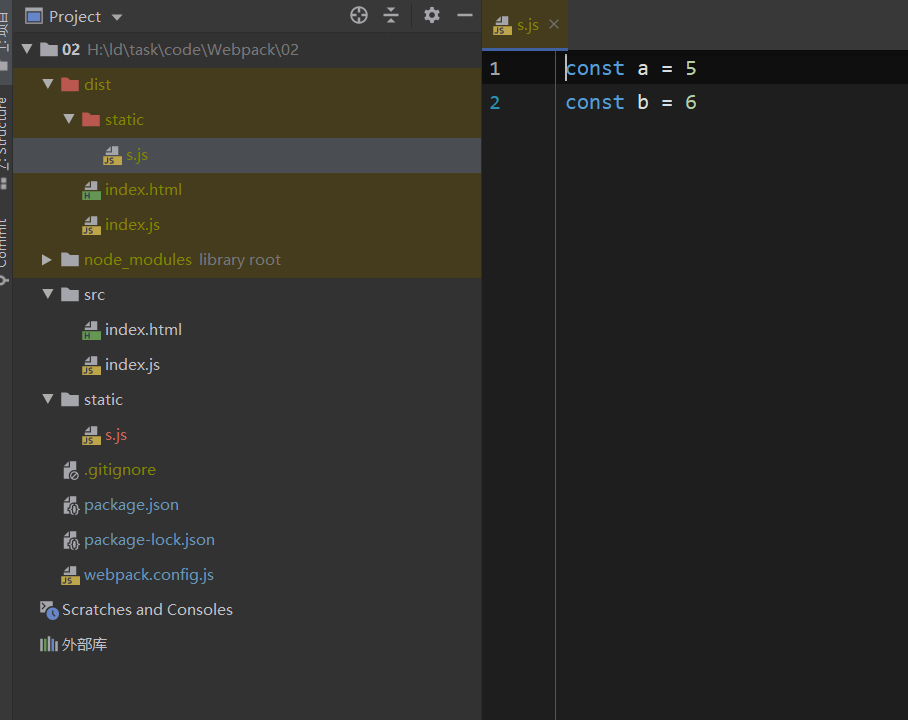 Project
s.js
02 H:\ld\task\code\Webpack\02
dist
static
s.js
index.html
index.js
node_modules library root
src
index.html
index.js
static
s.js
.gitignore
package.json
package-lock.json
webpack.config.js
Scratches and Consoles
外部库
1 const a = 5
2 const b = 6
项目
Z: Structure
Commit